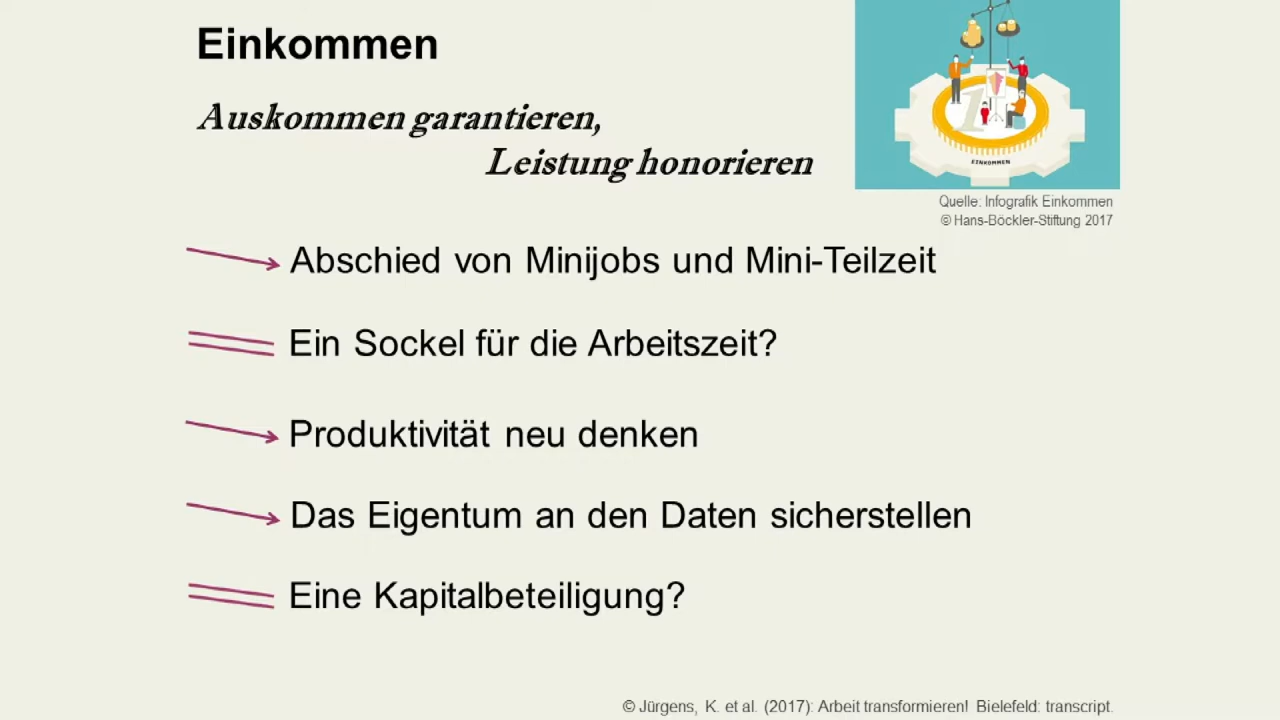 Einkommen
Auskommen garantieren,
Leistung honorieren
EINKOMMEN
Quelle: Infografik Einkommen
© Hans-Böckler-Stiftung 2017
Abschied von Minijobs und Mini-Teilzeit
Ein Sockel für die Arbeitszeit?
Produktivität neu denken
Das Eigentum an den Daten sicherstellen
Eine Kapitalbeteiligung?
© Jürgens, K. et al. (2017): Arbeit transformieren! Bielefeld: transcript.